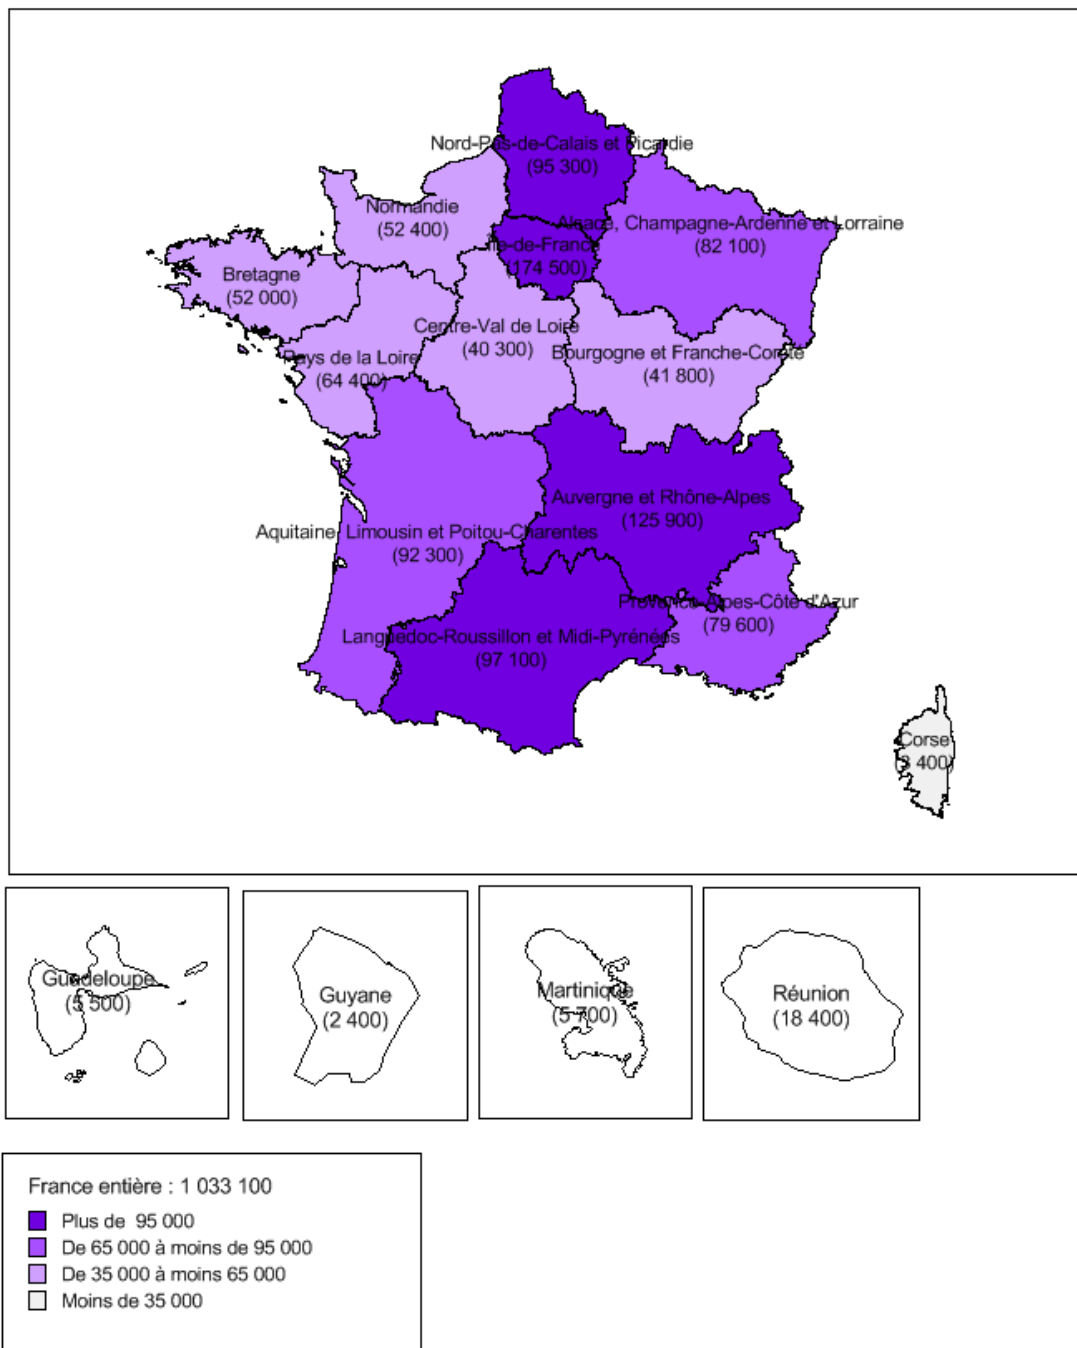 Nord-Pas-de-Calais et Picardie
(95 300)
Normandie
(52 400)
Alsace, Champagne-Ardenne et Lorraine
(82 100)
Île-de-France
(174 500)
Bretagne
(52 000)
Centre-Val de Loire
(40 300)
Bourgogne et Franche-Comté
(41 800)
Pays de la Loire
(64 400)
Auvergne et Rhône-Alpes
(125 900)
Aquitaine, Limousin et Poitou-Charentes
(92 300)
Provence-Alpes-Côte d'Azur
(79 600)
Languedoc-Roussillon et Midi-Pyrénées
(97 100)
Corse
(3 400)
Guadeloupe
(5 500)
Guyane
(2 400)
Martinique
(5 700)
Réunion
(18 400)
France entière : 1 033 100
Plus de 95 000
De 65 000 à moins de 95 000
De 35 000 à moins 65 000
Moins de 35 000